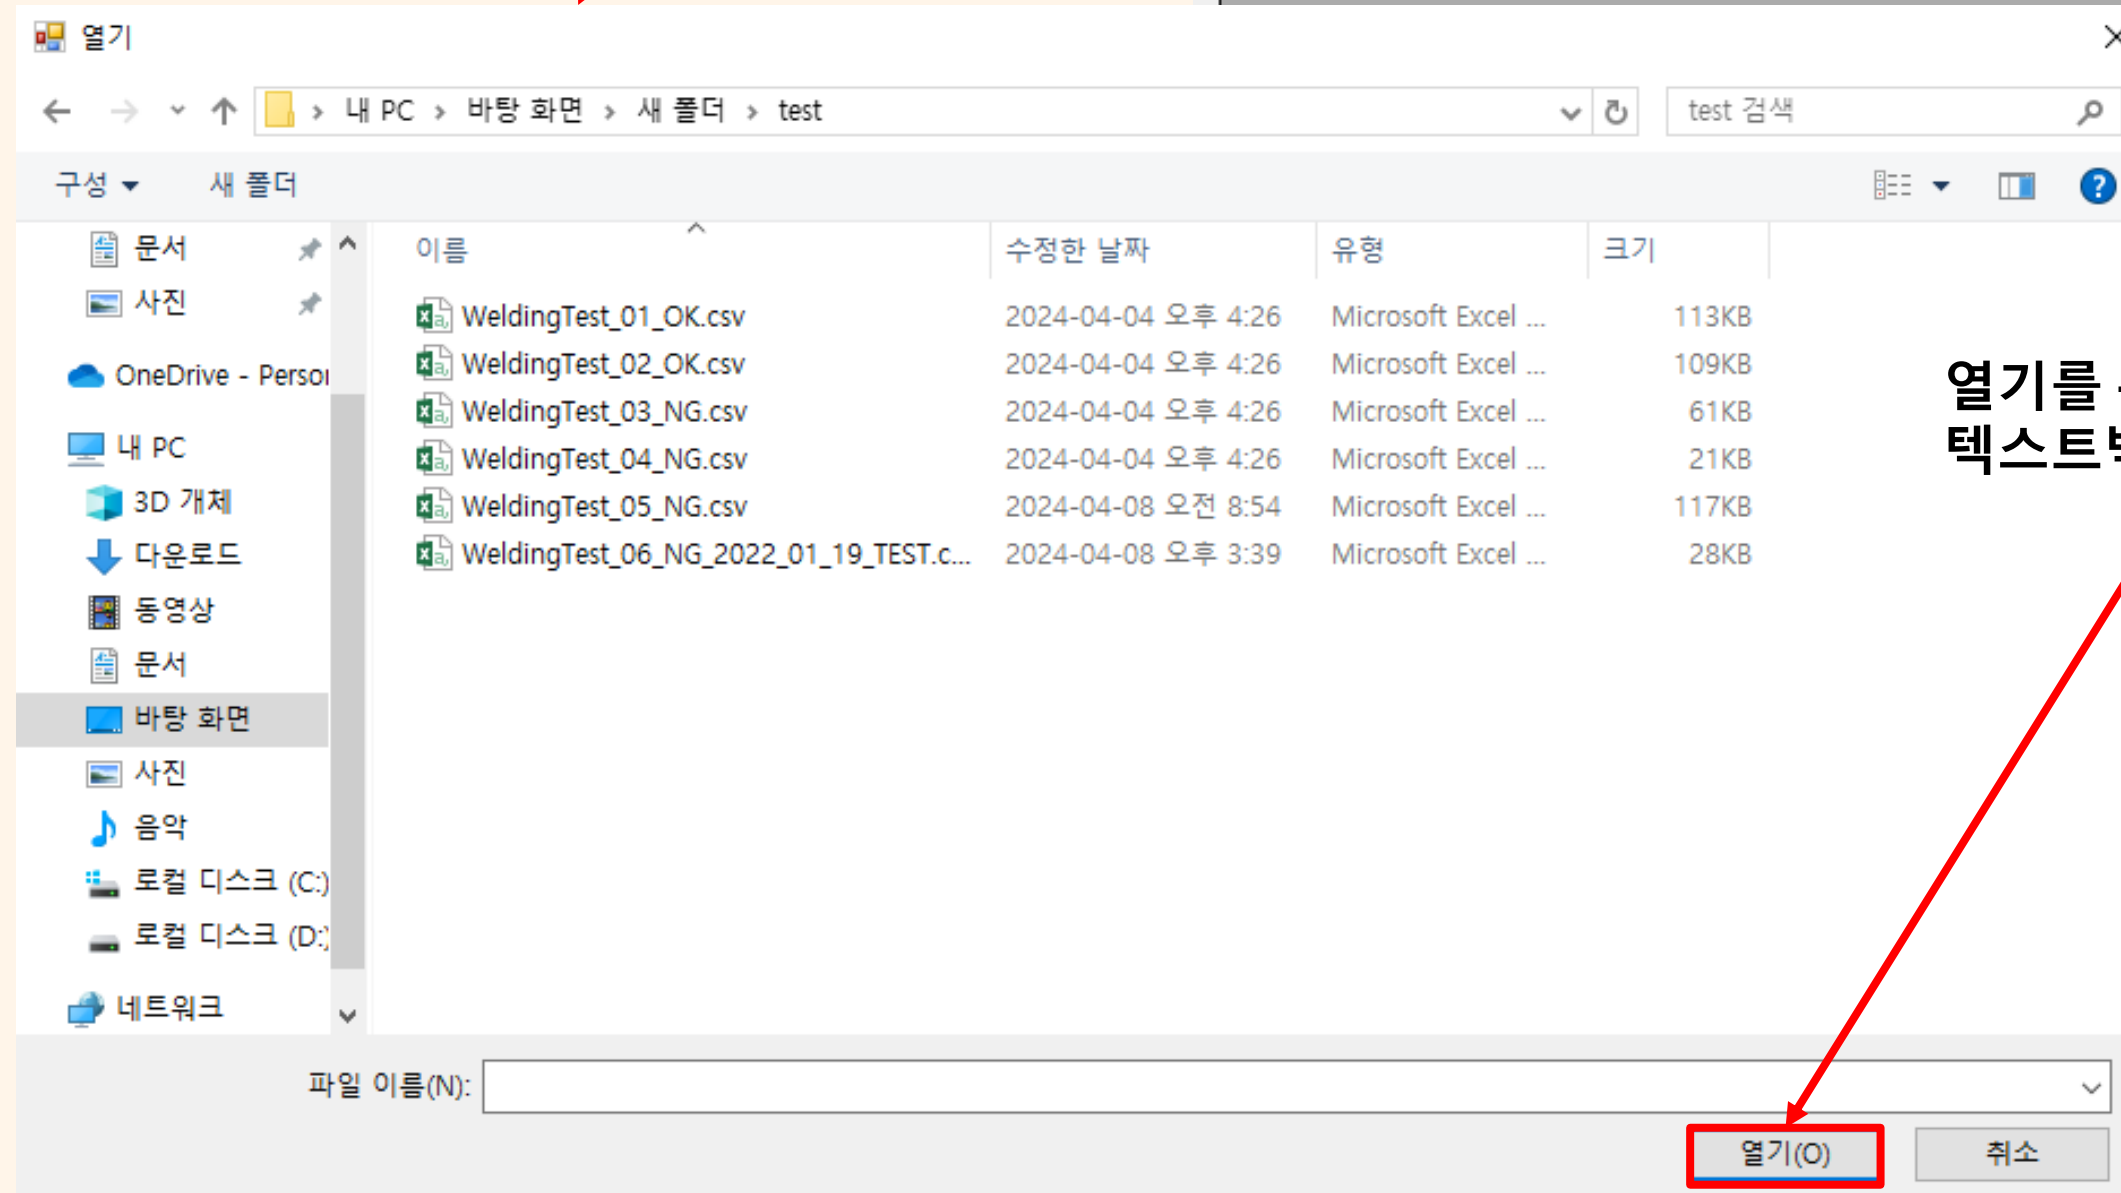 열기
내 PC > 바탕 화면 > 새 폴더 > test
test 검색
구성 새 폴더
문서
사진
OneDrive - Person
내 PC
3D 개체
다운로드
동영상
문서
바탕 화면
사진
음악
로컬 디스크 (C:)
로컬 디스크 (D:)
네트워크
이름 수정한 날짜 유형 크기
WeldingTest_01_OK.csv 2024-04-04 오후 4:26 Microsoft Excel ... 113KB
WeldingTest_02_OK.csv 2024-04-04 오후 4:26 Microsoft Excel ... 109KB
WeldingTest_03_NG.csv 2024-04-04 오후 4:26 Microsoft Excel ... 61KB
WeldingTest_04_NG.csv 2024-04-04 오후 4:26 Microsoft Excel ... 21KB
WeldingTest_05_NG.csv 2024-04-08 오전 8:54 Microsoft Excel ... 117KB
WeldingTest_06_NG_2022_01_19_TEST.c... 2024-04-08 오후 3:39 Microsoft Excel ... 28KB
열기를
텍스트
파일 이름(N):
열기(O) 취소